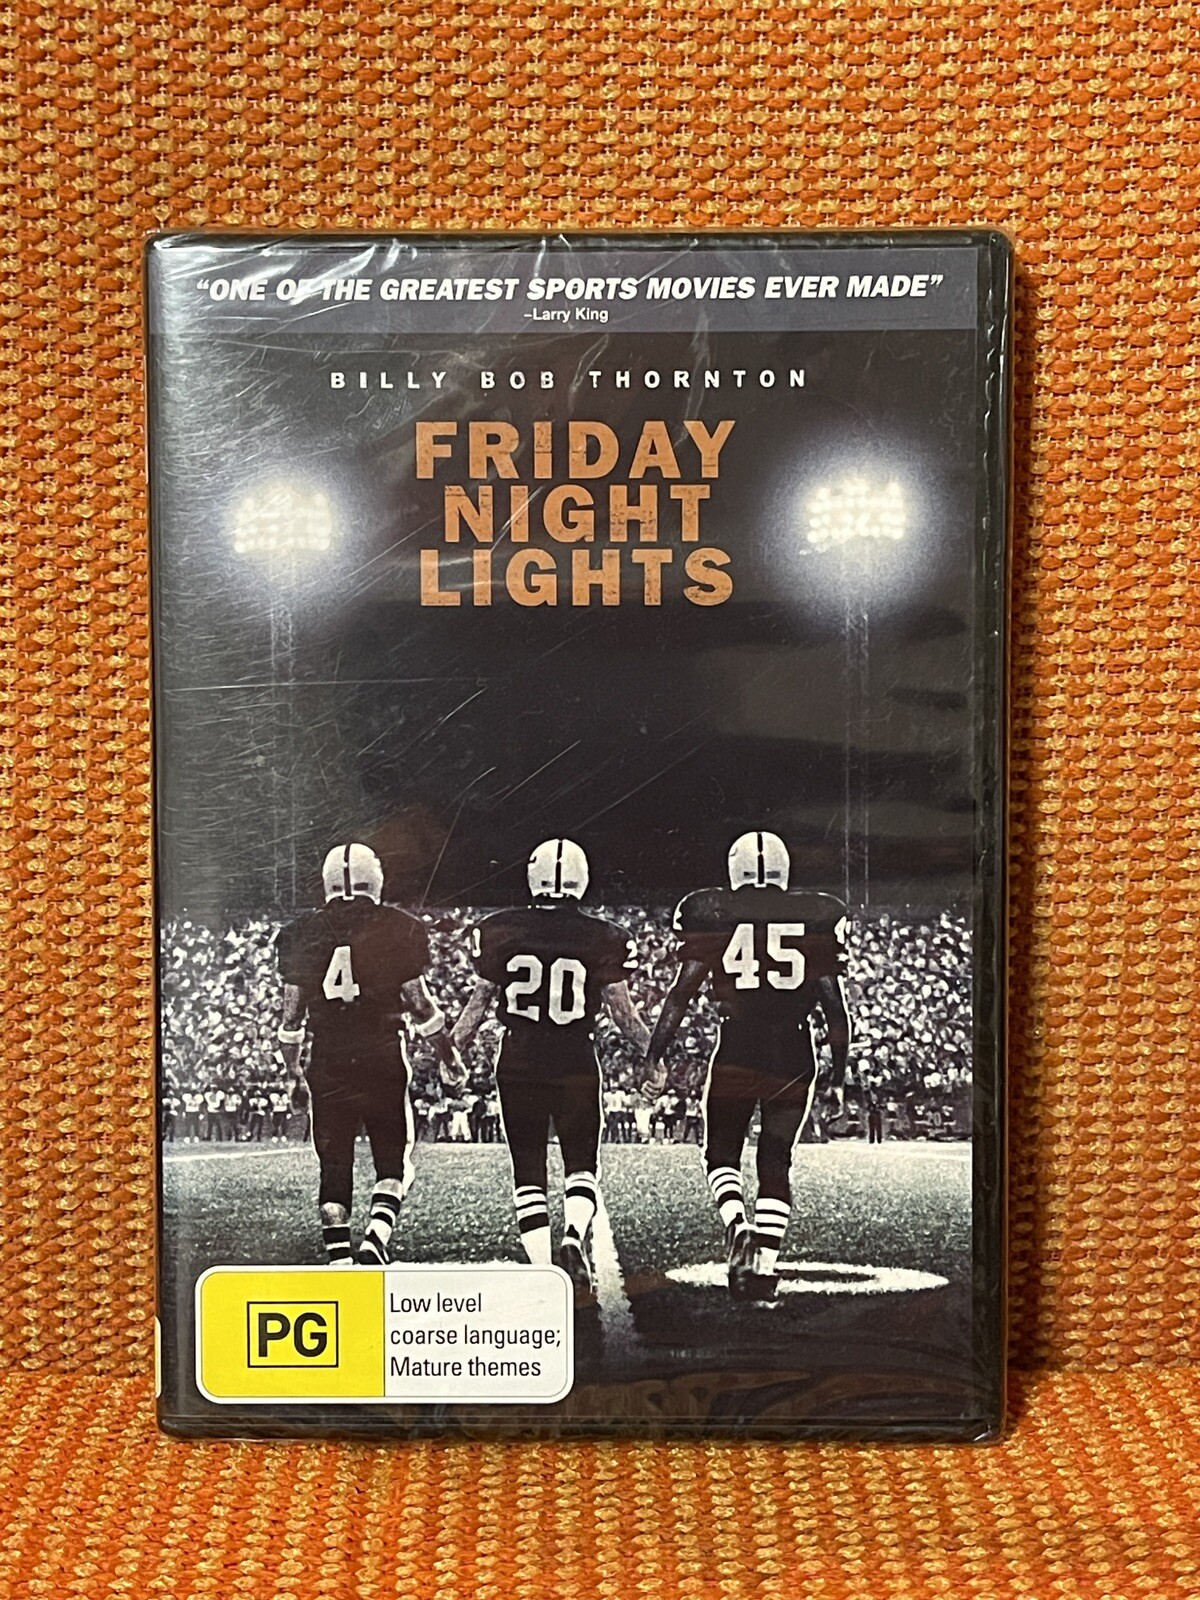 “ONE OF THE GREATEST SPORTS MOVIES EVER MADE”
–Larry King
BILLY BOB THORNTON
FRIDAY
NIGHT
LIGHTS
4
20
2
45
PG
Low level
coarse language;
Mature themes